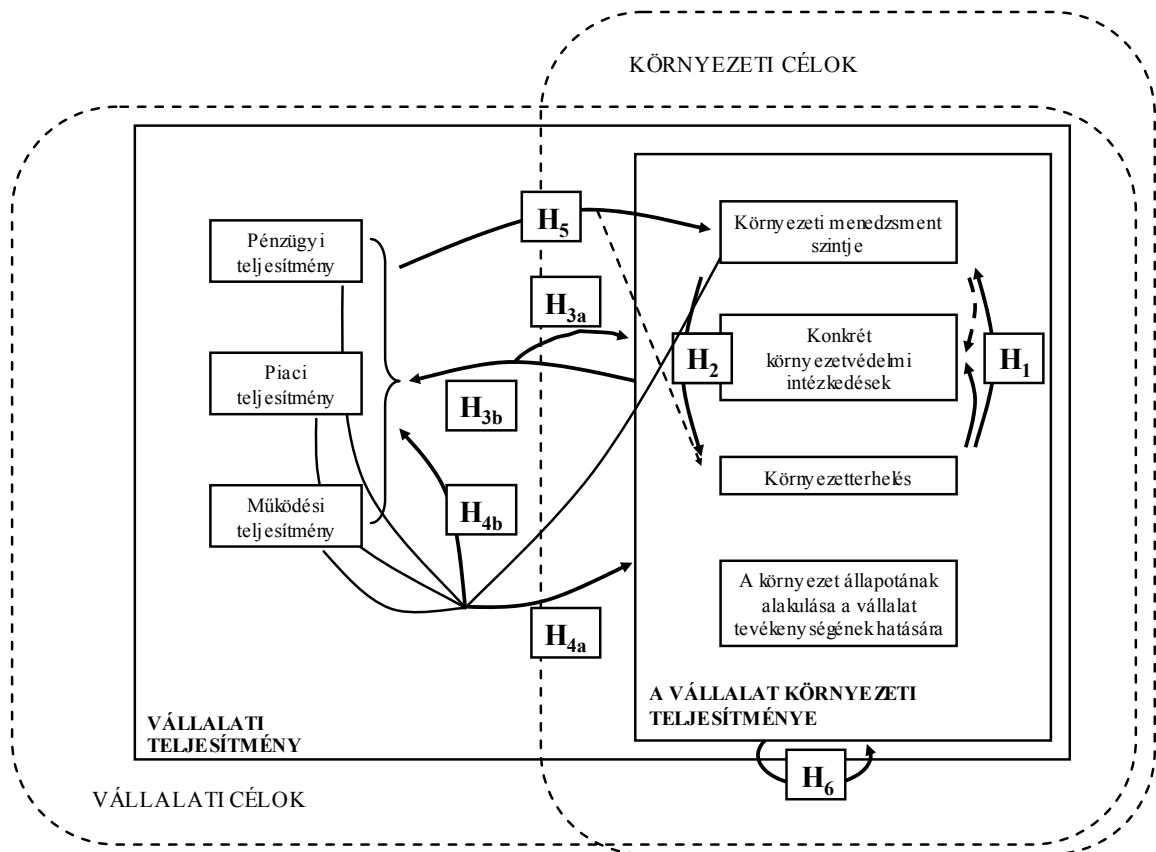 KÖRNYEZETI CÉLOK
H5
Környezeti menedzsment
szintje
Pénzügyi
teljesítmény
H3a
Konkrét
környezetvédelmi
intézkedések
H2
H1
Piaci
teljesítmény
H3b
Környezetterhelés
Működési
teljesítmény
H4b
A környezet állapotának
alakulása a vállalat
tevékenységének hatására
H4a
A VÁLLALAT KÖRNYEZETI
TELJESÍTMÉNYE
VÁLLALATI
TELJESÍTMÉNY
H6
VÁLLALATI CÉLOK